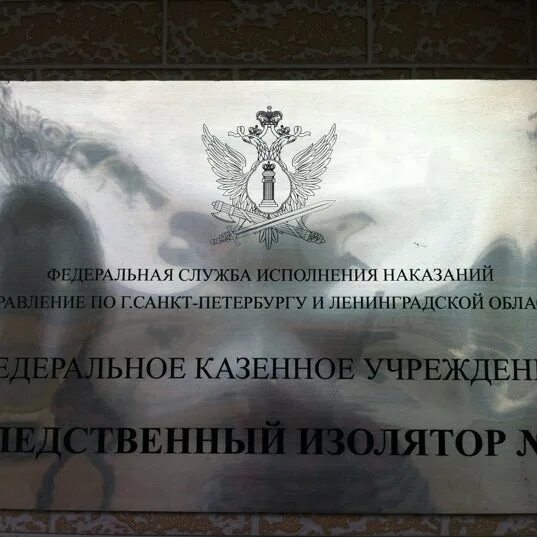 ФЕДЕРАЛЬНАЯ СЛУЖБА ИСПОЛНЕНИЯ НАКАЗАНИЙ
РАВЛЕНИЕ ПО Г.САНКТ-ПЕТЕРБУРГУ И ЛЕНИНГРАДСКОЙ ОБЛА
ЕДЕРАЛЬНОЕ КАЗЕННОЕ УЧРЕЖДЕН
ЛЕДСТВЕННЫЙ ИЗОЛЯТОР №